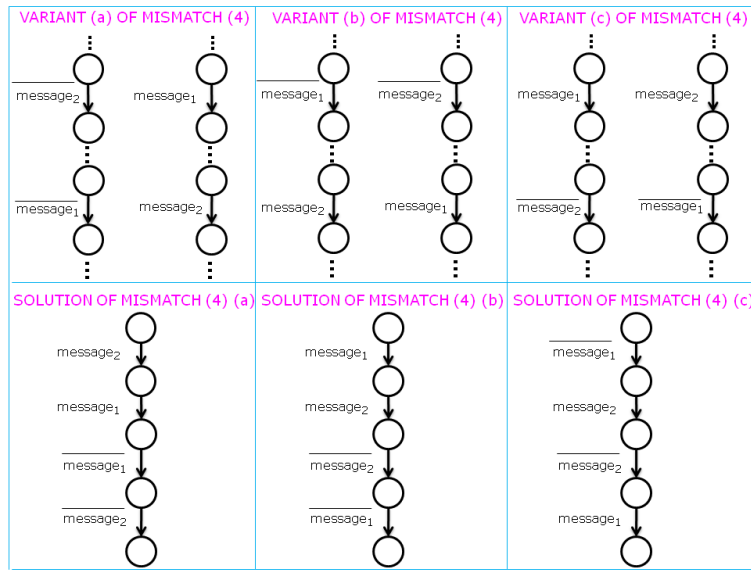 VARIANT (a) OF MISMATCH (4)
message₂
message₁
message₁
message₂
VARIANT (b) OF MISMATCH (4)
message₁
message₂
message₂
message₁
VARIANT (c) OF MISMATCH (4)
message₁
message₂
message₂
message₁
SOLUTION OF MISMATCH (4) (a)
message₂
message₁
message₁
message₂
SOLUTION OF MISMATCH (4) (b)
message₁
message₂
message₂
message₁
SOLUTION OF MISMATCH (4) (c)
message₁
message₂
message₂
message₁